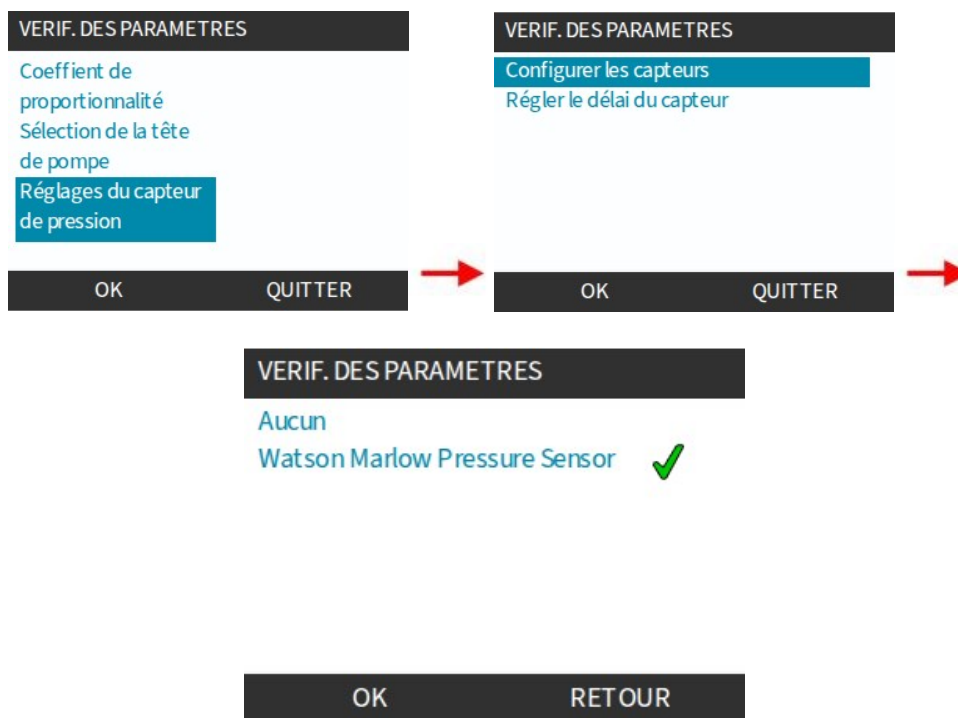 VERIF. DES PARAMETRES
Coeffient de
proportionnalité
Sélection de la tête
de pompe
Réglages du capteur
de pression
OK QUITTER
VERIF. DES PARAMETRES
Configurer les capteurs
Régler le délai du capteur
OK QUITTER
VERIF. DES PARAMETRES
Aucun
Watson Marlow Pressure Sensor
OK RETOUR